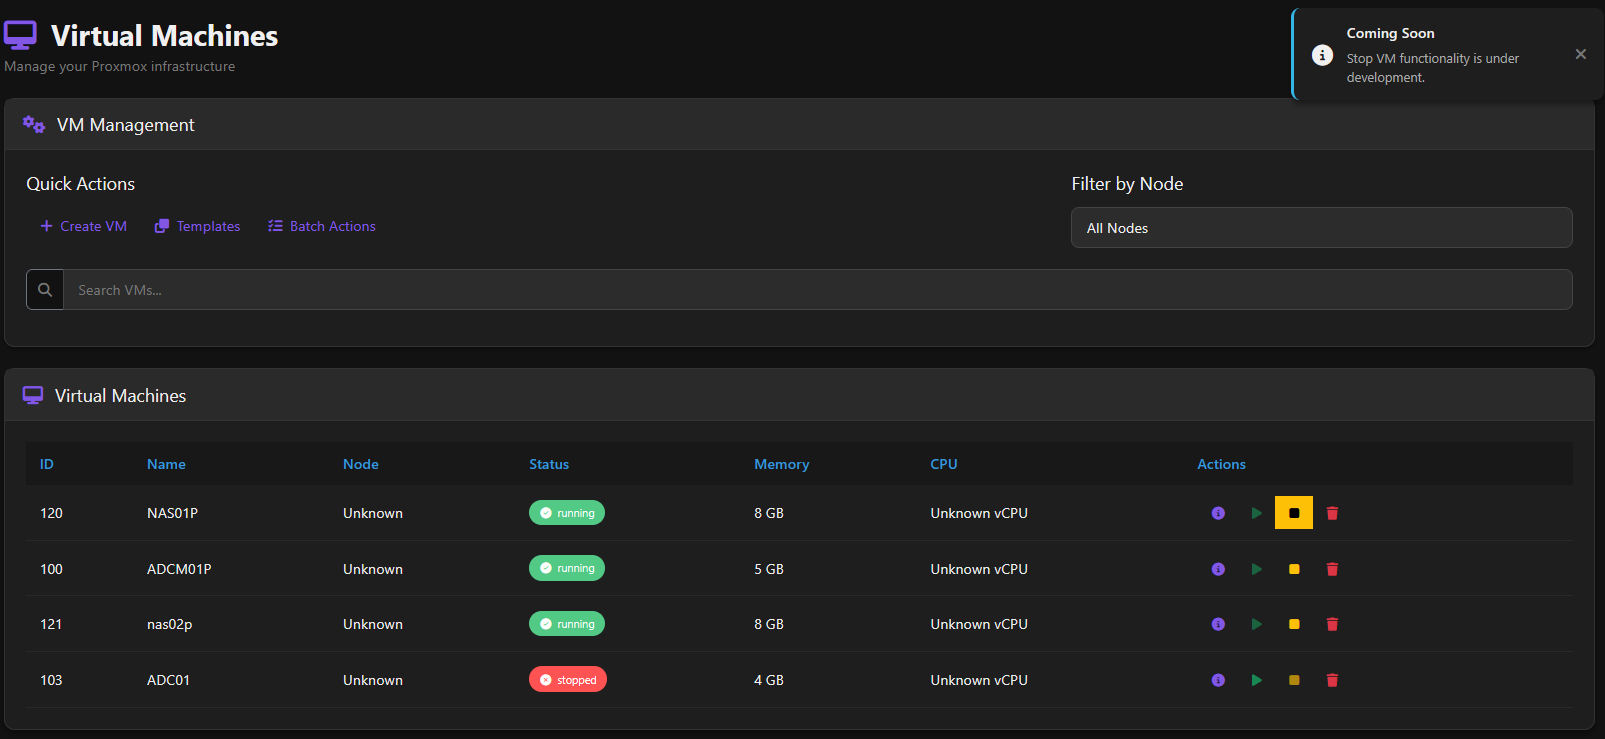 Virtual Machines
Manage your Proxmox infrastructure
Coming Soon
Stop VM functionality is under
development.
VM Management
Quick Actions
Filter by Node
Create VM
Templates
Batch Actions
All Nodes
Search VMs...
Virtual Machines
ID Name Node Status Memory CPU Actions
120 NAS01P Unknown running 8 GB Unknown vCPU
100 ADCM01P Unknown running 5 GB Unknown vCPU
121 nas02p Unknown running 8 GB Unknown vCPU
103 ADC01 Unknown stopped 4 GB Unknown vCPU